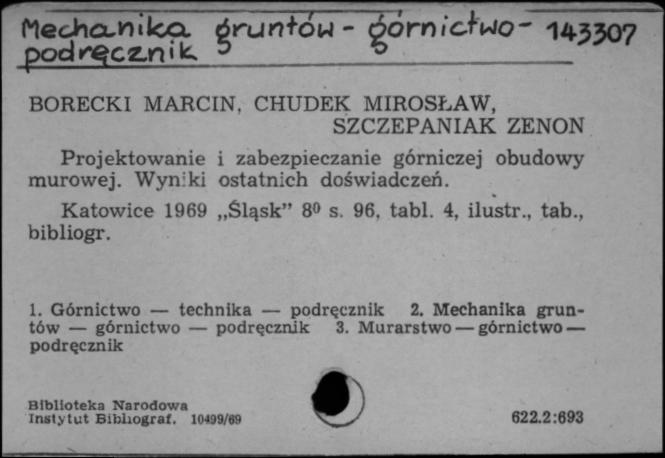 Mechanika gruntów - górnictwo - 143307
podręcznik
BORECKI MARCIN, CHUDEK MIROSŁAW,
SZCZEPANIAK ZENON
Projektowanie i zabezpieczanie górniczej obudowy
murowej. Wyniki ostatnich doświadczeń.
Katowice 1969 „Śląsk” 8⁰ s. 96, tabl. 4, ilustr., tab.,
bibliogr.
1. Górnictwo — technika — podręcznik 2. Mechanika grun-
tów — górnictwo — podręcznik 3. Murarstwo — górnictwo —
podręcznik
Biblioteka Narodowa
Instytut Bibliograf. 10499/69
622.2:693